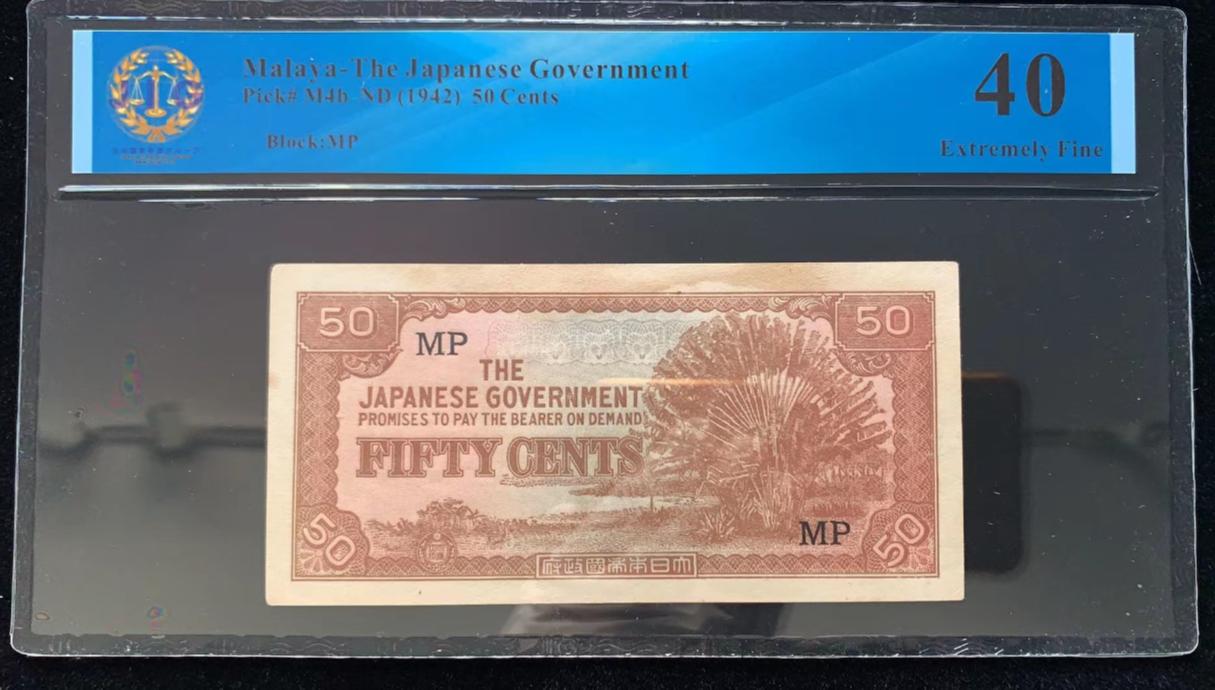 Malaya-The Japanese Government
Pick# M4b ND (1942) 50 Cents
Block:MP
40
Extremely Fine
50
50
MP
THE
JAPANESE GOVERNMENT
PROMISES TO PAY THE BEARER ON DEMAND
FIFTY CENTS
MP
50
50
府政國帝本日大